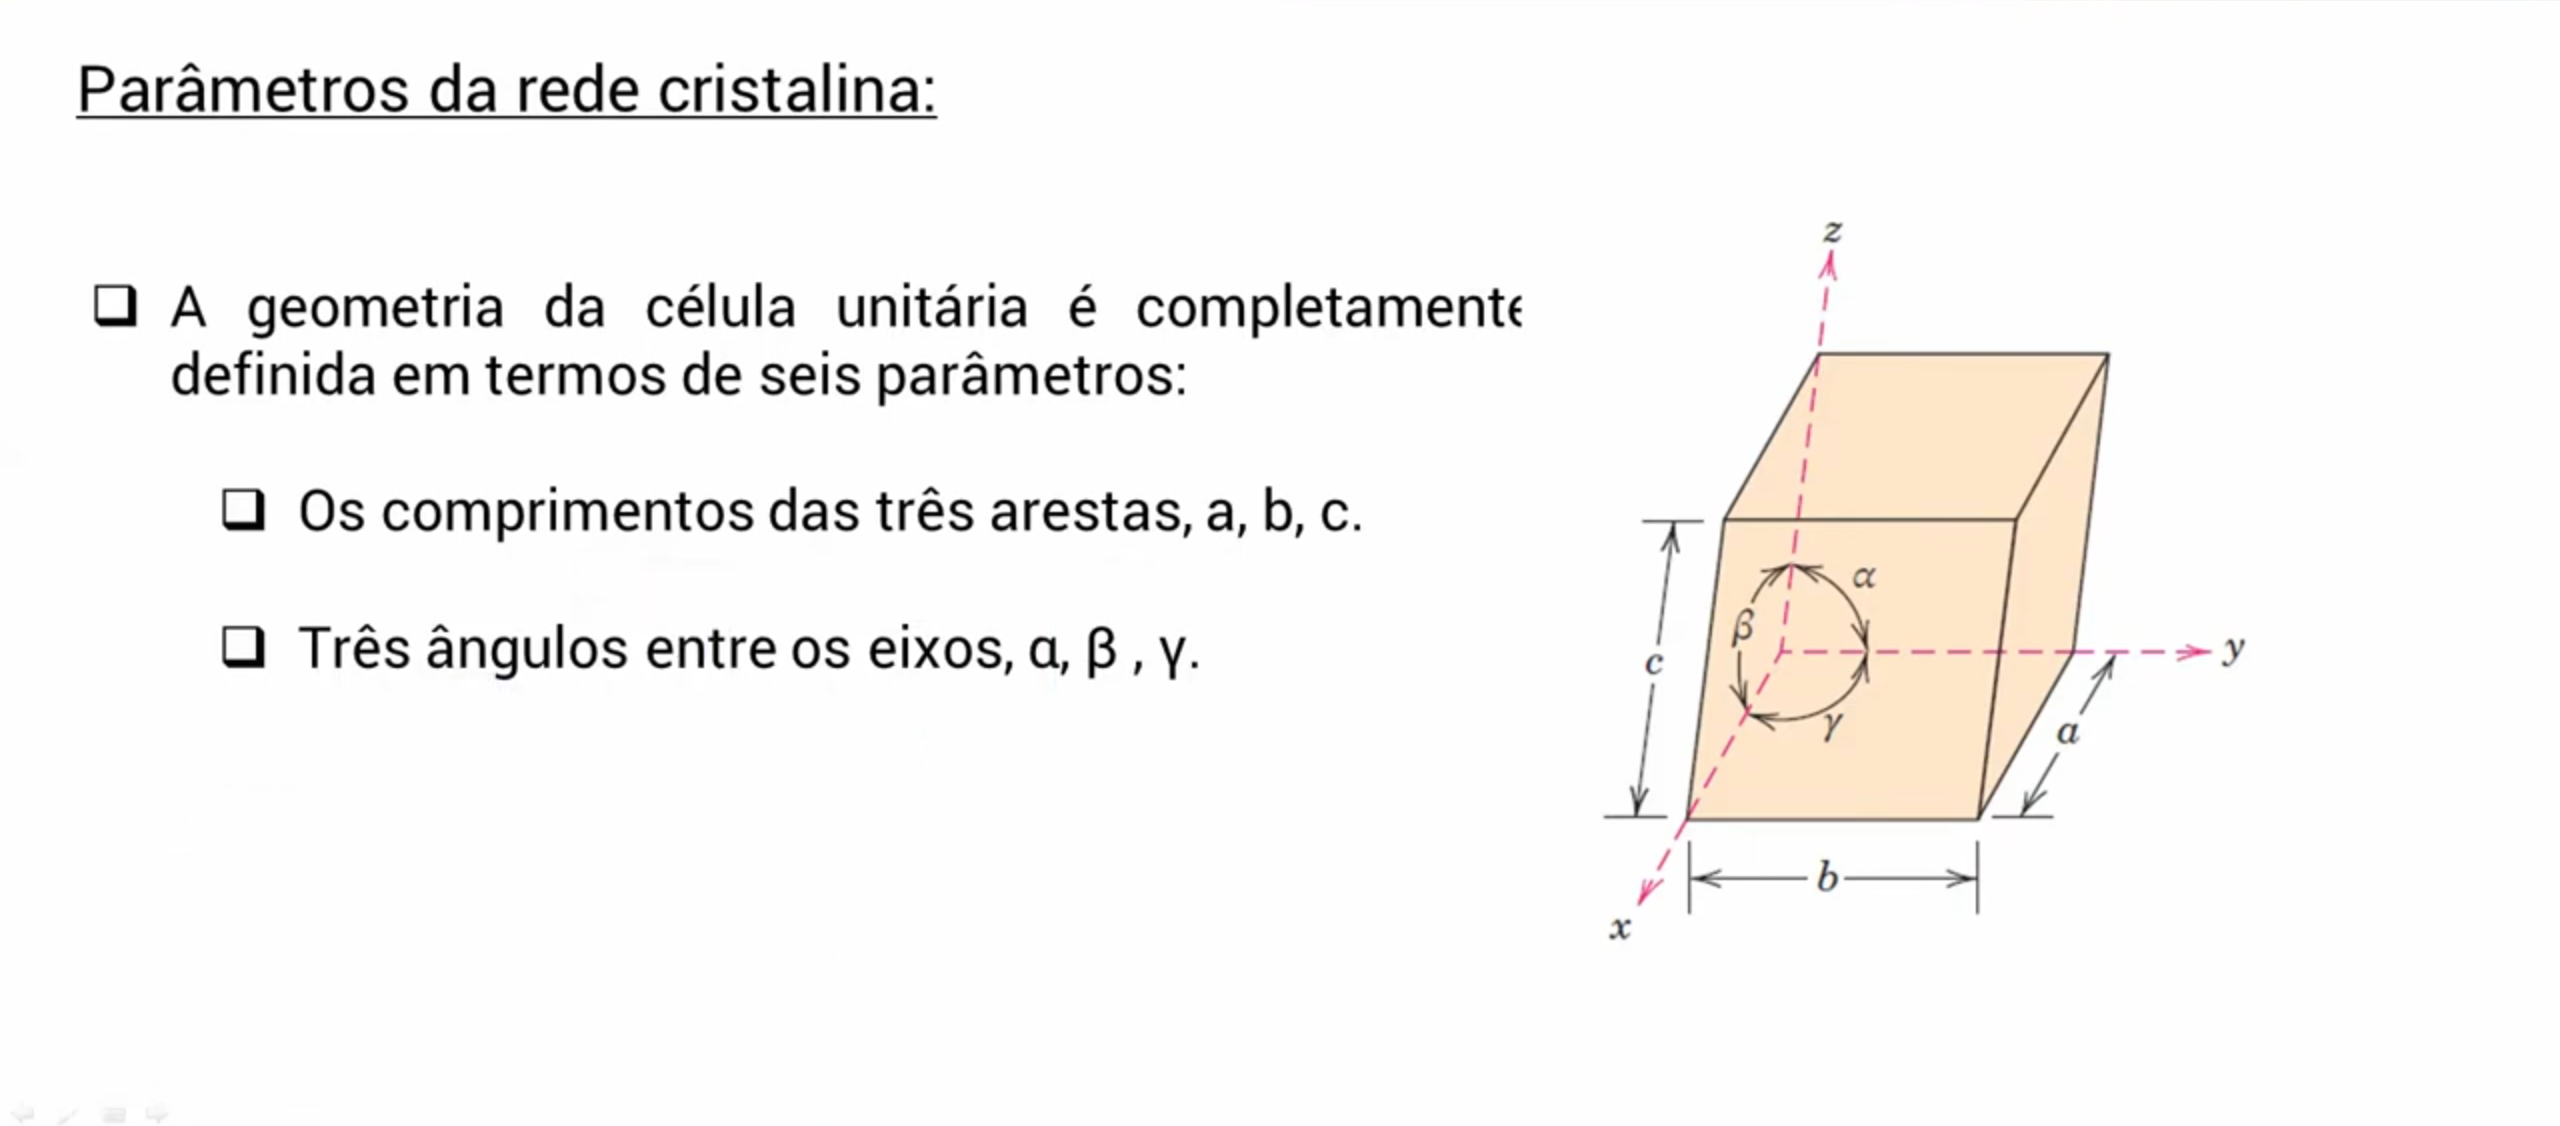 Parâmetros da rede cristalina:
❑ A geometria da célula unitária é completamente
definida em termos de seis parâmetros:
❑ Os comprimentos das três arestas, a, b, c.
❑ Três ângulos entre os eixos, α, β , γ.
z
α
β
c
y
γ
a
b
x